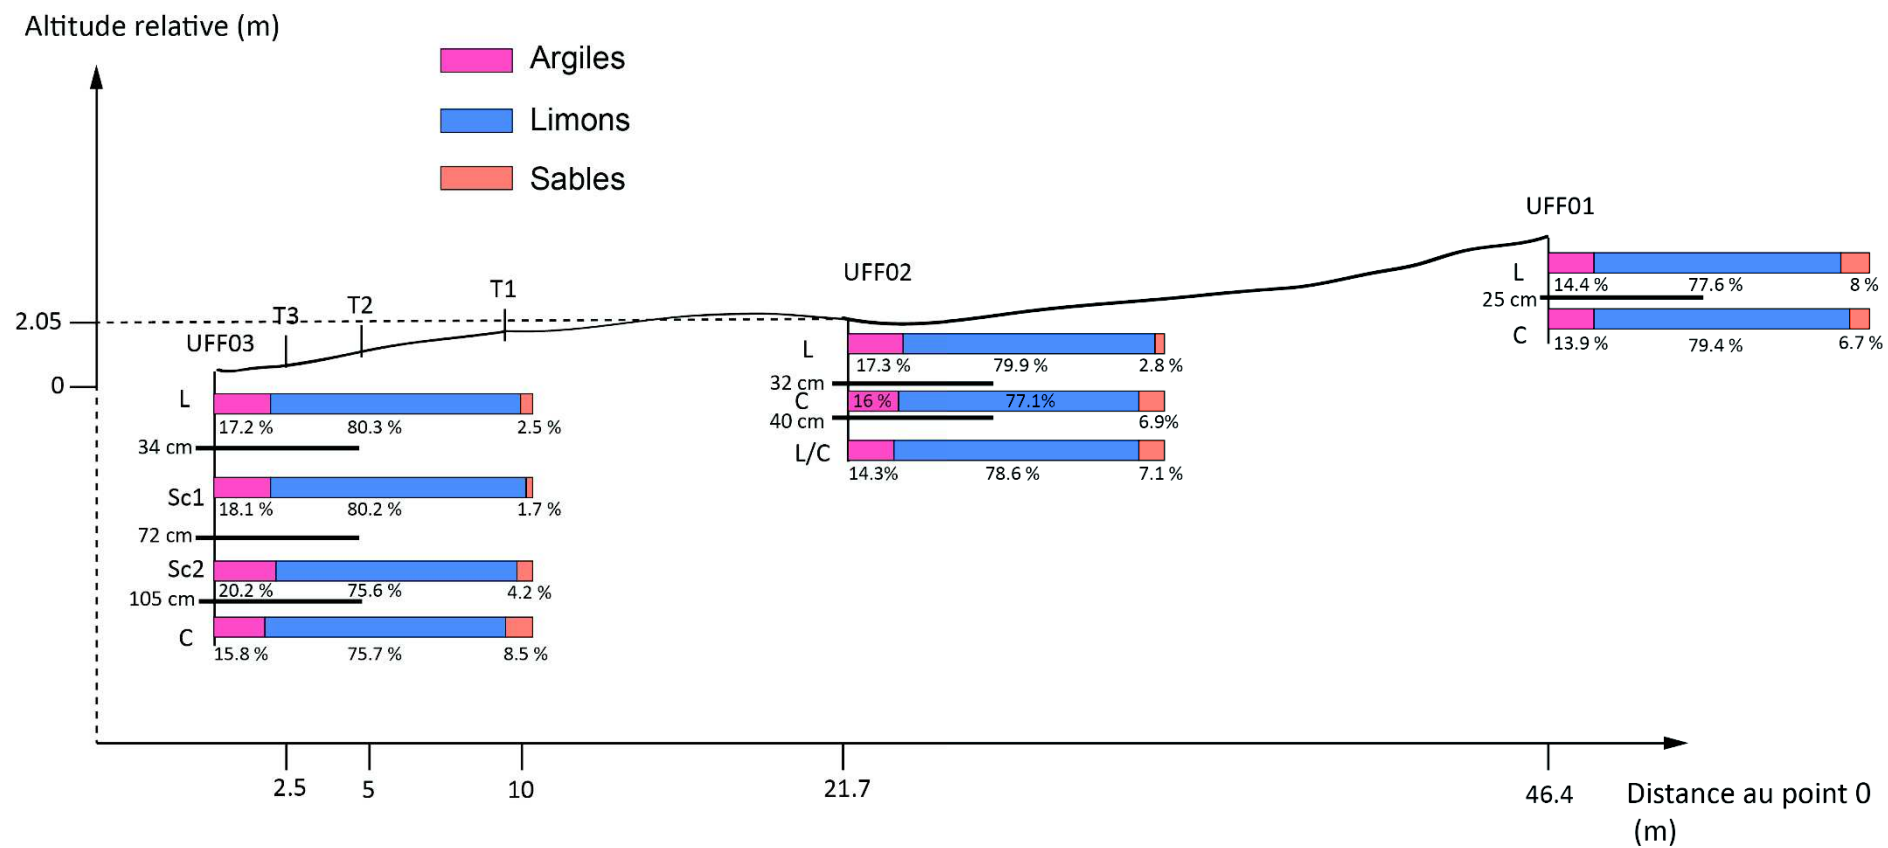 Altitude relative (m)
Argiles
Limons
Sables
UFF01
L
14.4 % 77.6 % 8 %
25 cm
C
13.9 % 79.4 % 6.7 %
UFF02
L
17.3 % 79.9 % 2.8 %
32 cm
C 16 % 77.1%
40 cm 6.9%
L/C
14.3% 78.6 % 7.1 %
T1
T2
T3
2.05
UFF03
0
L
17.2 % 80.3 % 2.5 %
34 cm
Sc1
18.1 % 80.2 % 1.7 %
72 cm
Sc2
20.2 % 75.6 % 4.2 %
105 cm
C
15.8 % 75.7 % 8.5 %
2.5 5 10 21.7 46.4
Distance au point 0
(m)